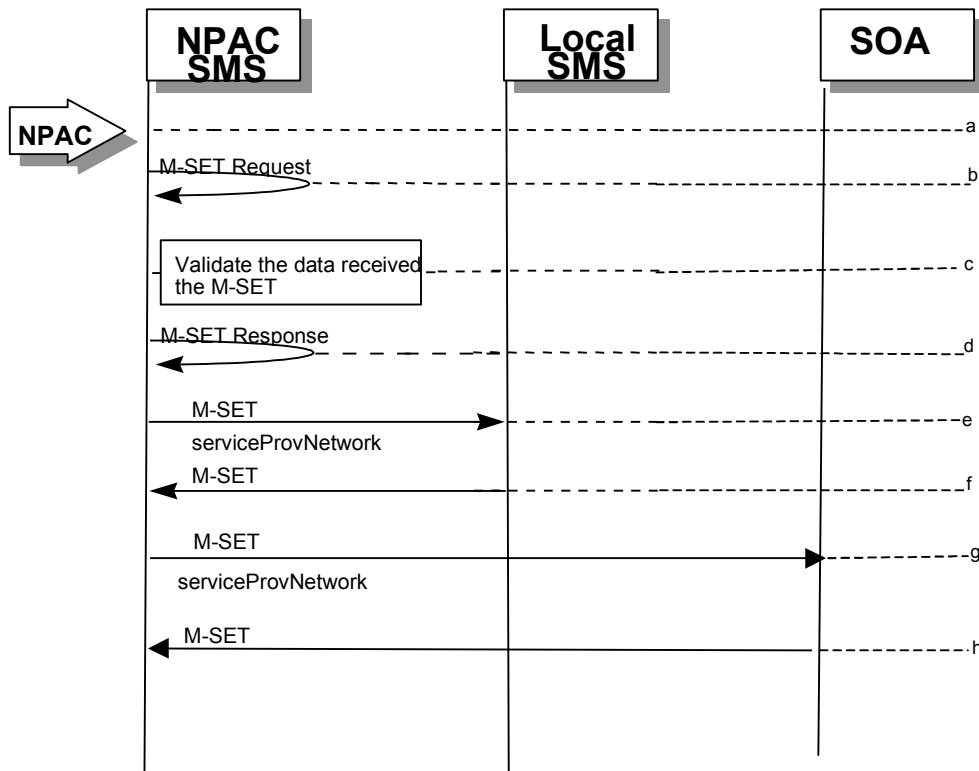 NPAC
SMS
Local
SMS
SOA
NPAC
a
M-SET Request
b
Validate the data received
the M-SET
c
M-SET Response
d
M-SET
serviceProvNetwork
e
M-SET
f
M-SET
serviceProvNetwork
g
M-SET
h